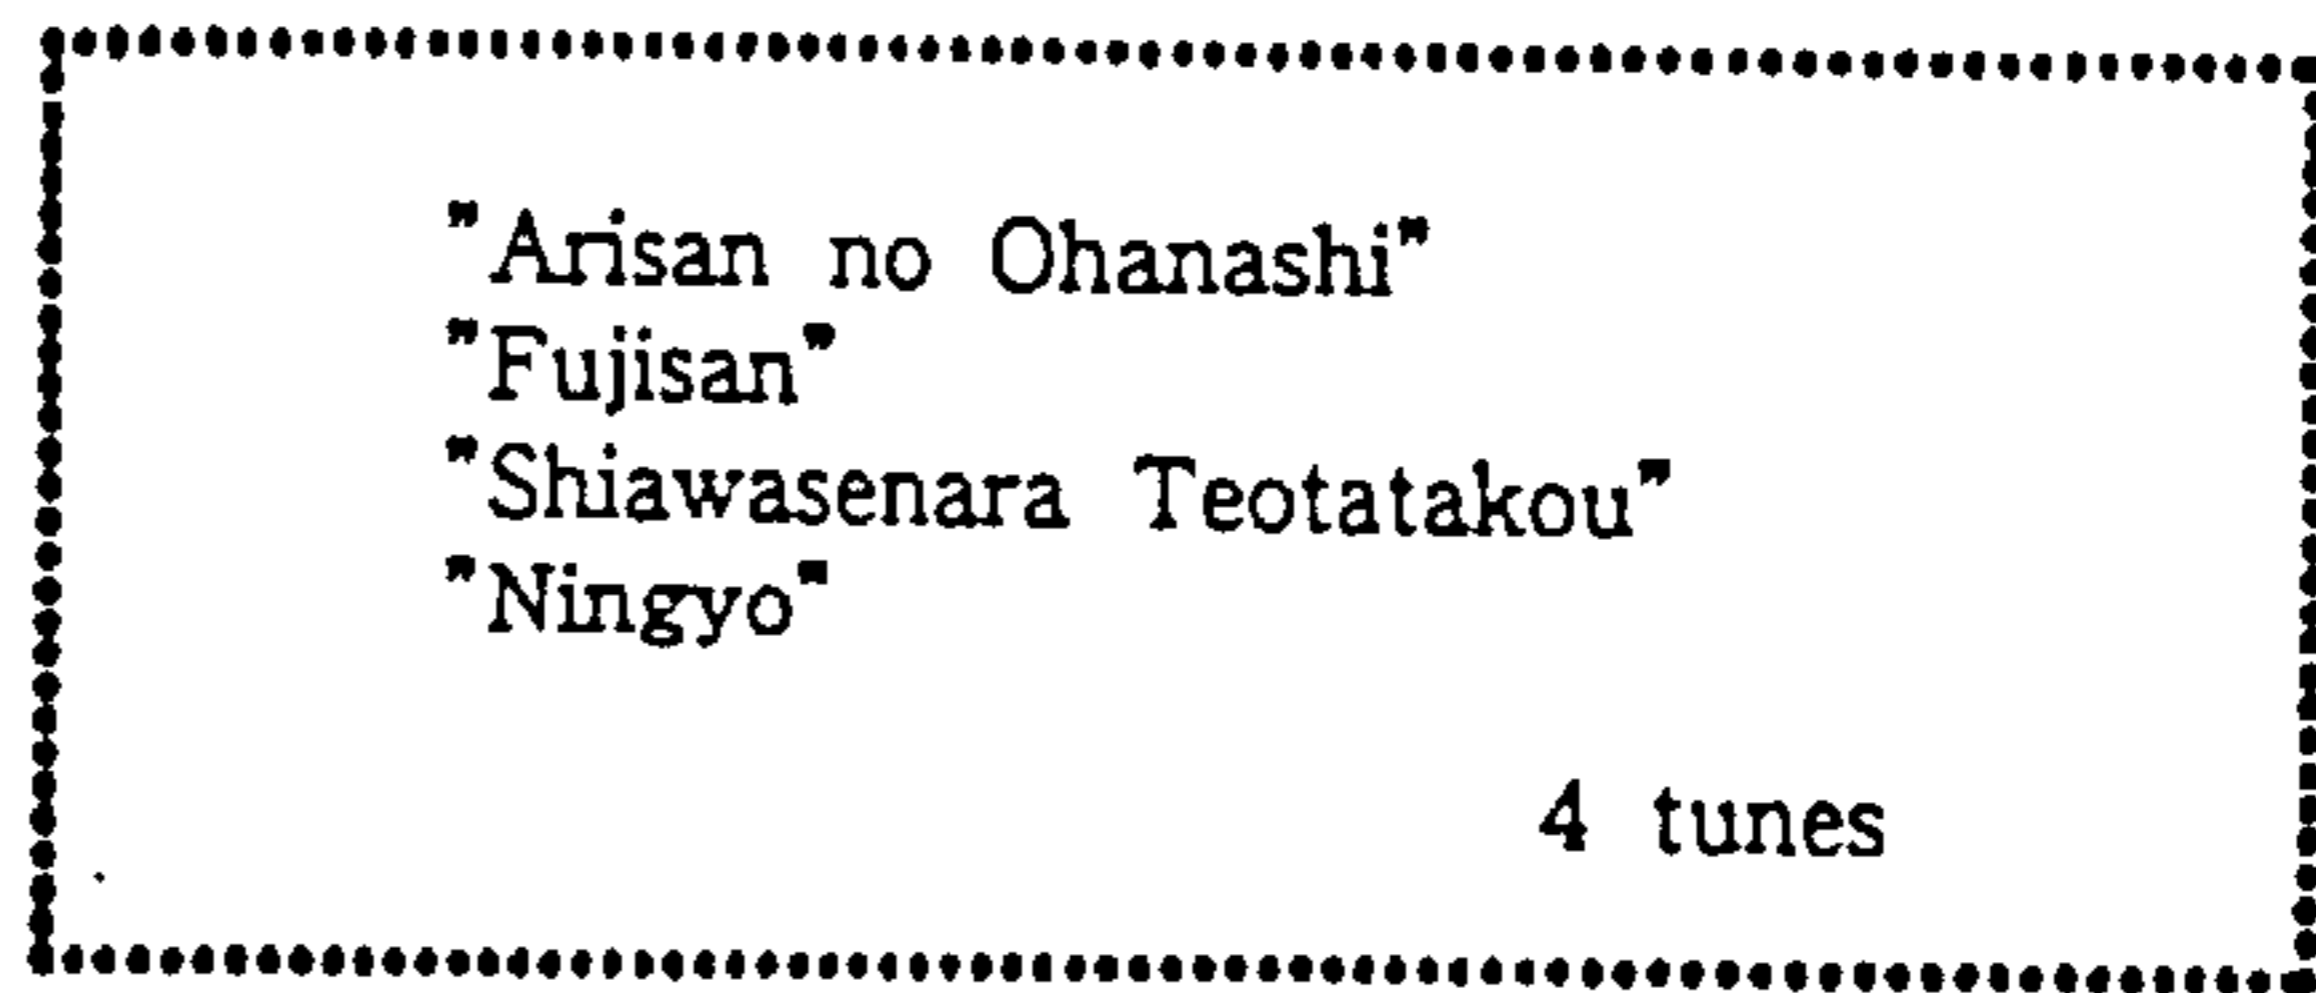 "Arisan no Ohanashi"
"Fujisan"
"Shiawasenara Teotatakou"
"Ningyo"
4 tunes